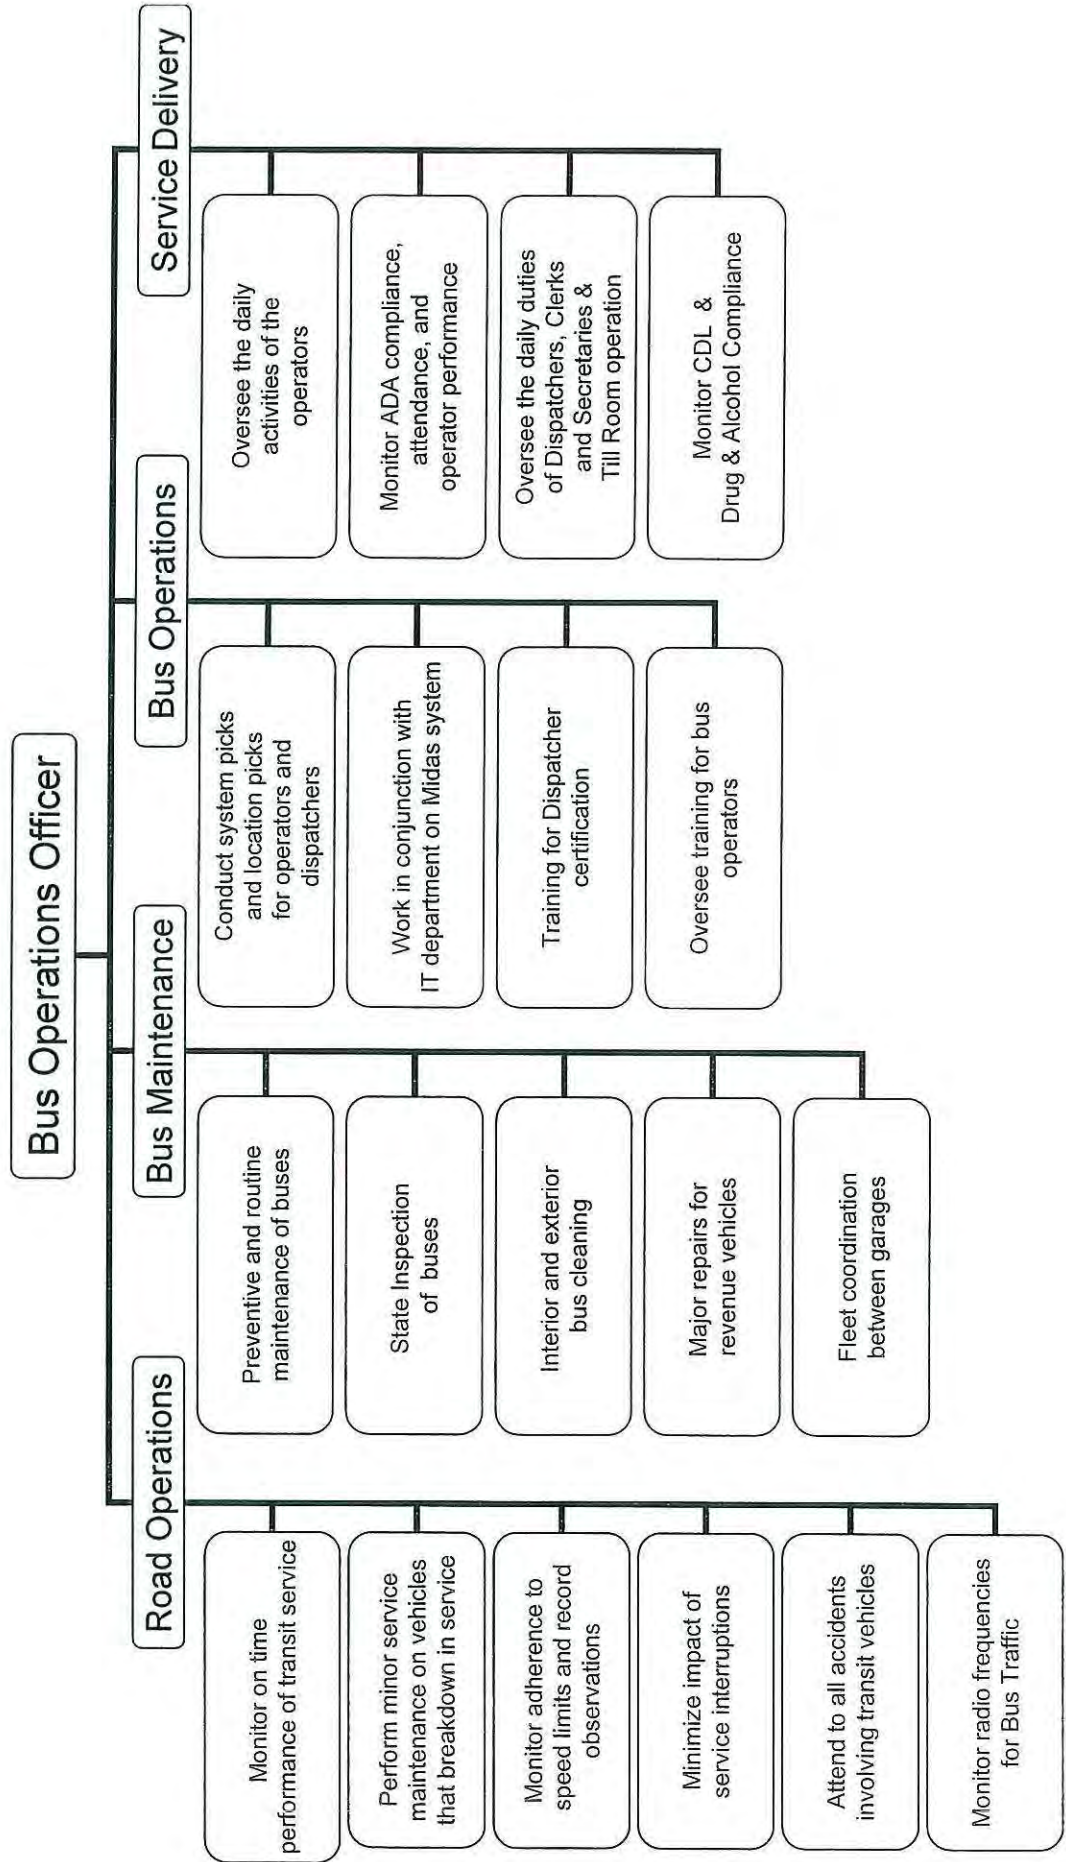 Bus Operations Officer
Road Operations
Monitor on time
performance of transit service
Perform minor service
maintenance on vehicles
that breakdown in service
Monitor adherence to
speed limits and record
observations
Minimize impact of
service interruptions
Attend to all accidents
involving transit vehicles
Monitor radio frequencies
for Bus Traffic
Bus Maintenance
Preventive and routine
maintenance of buses
State Inspection
of buses
Interior and exterior
bus cleaning
Major repairs for
revenue vehicles
Fleet coordination
between garages
Bus Operations
Conduct system picks
and location picks
for operators and
dispatchers
Work in conjunction with
IT department on Midas system
Training for Dispatcher
certification
Oversee training for bus
operators
Service Delivery
Oversee the daily
activities of the
operators
Monitor ADA compliance,
attendance, and
operator performance
Oversee the daily duties
of Dispatchers, Clerks
and Secretaries &
Till Room operation
Monitor CDL &
Drug & Alcohol Compliance